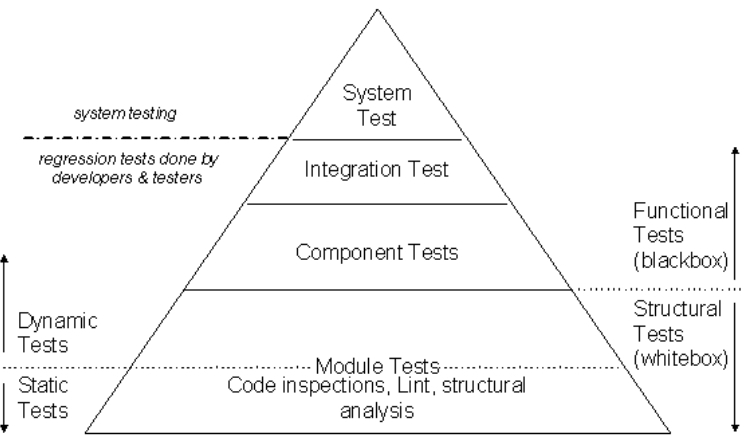 System
Test
system testing
regression tests done by
developers & testers
Integration Test
Component Tests
Functional
Tests
(blackbox)
Structural
Tests
(whitebox)
Dynamic
Tests
Static
Tests
Module Tests
Code inspections, Lint, structural
analysis